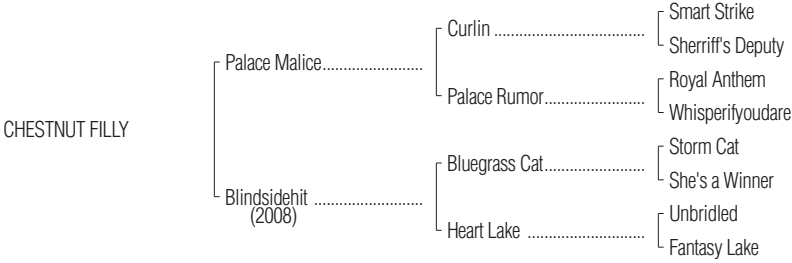 Smart Strike
Curlin ....................................
Sherriff's Deputy
Palace Malice........................
Royal Anthem
Palace Rumor........................
Whisperifyoudare
CHESTNUT FILLY
Storm Cat
Bluegrass Cat........................
She's a Winner
Blindsidehit ..........................
(2008)
Unbridled
Heart Lake ............................
Fantasy Lake